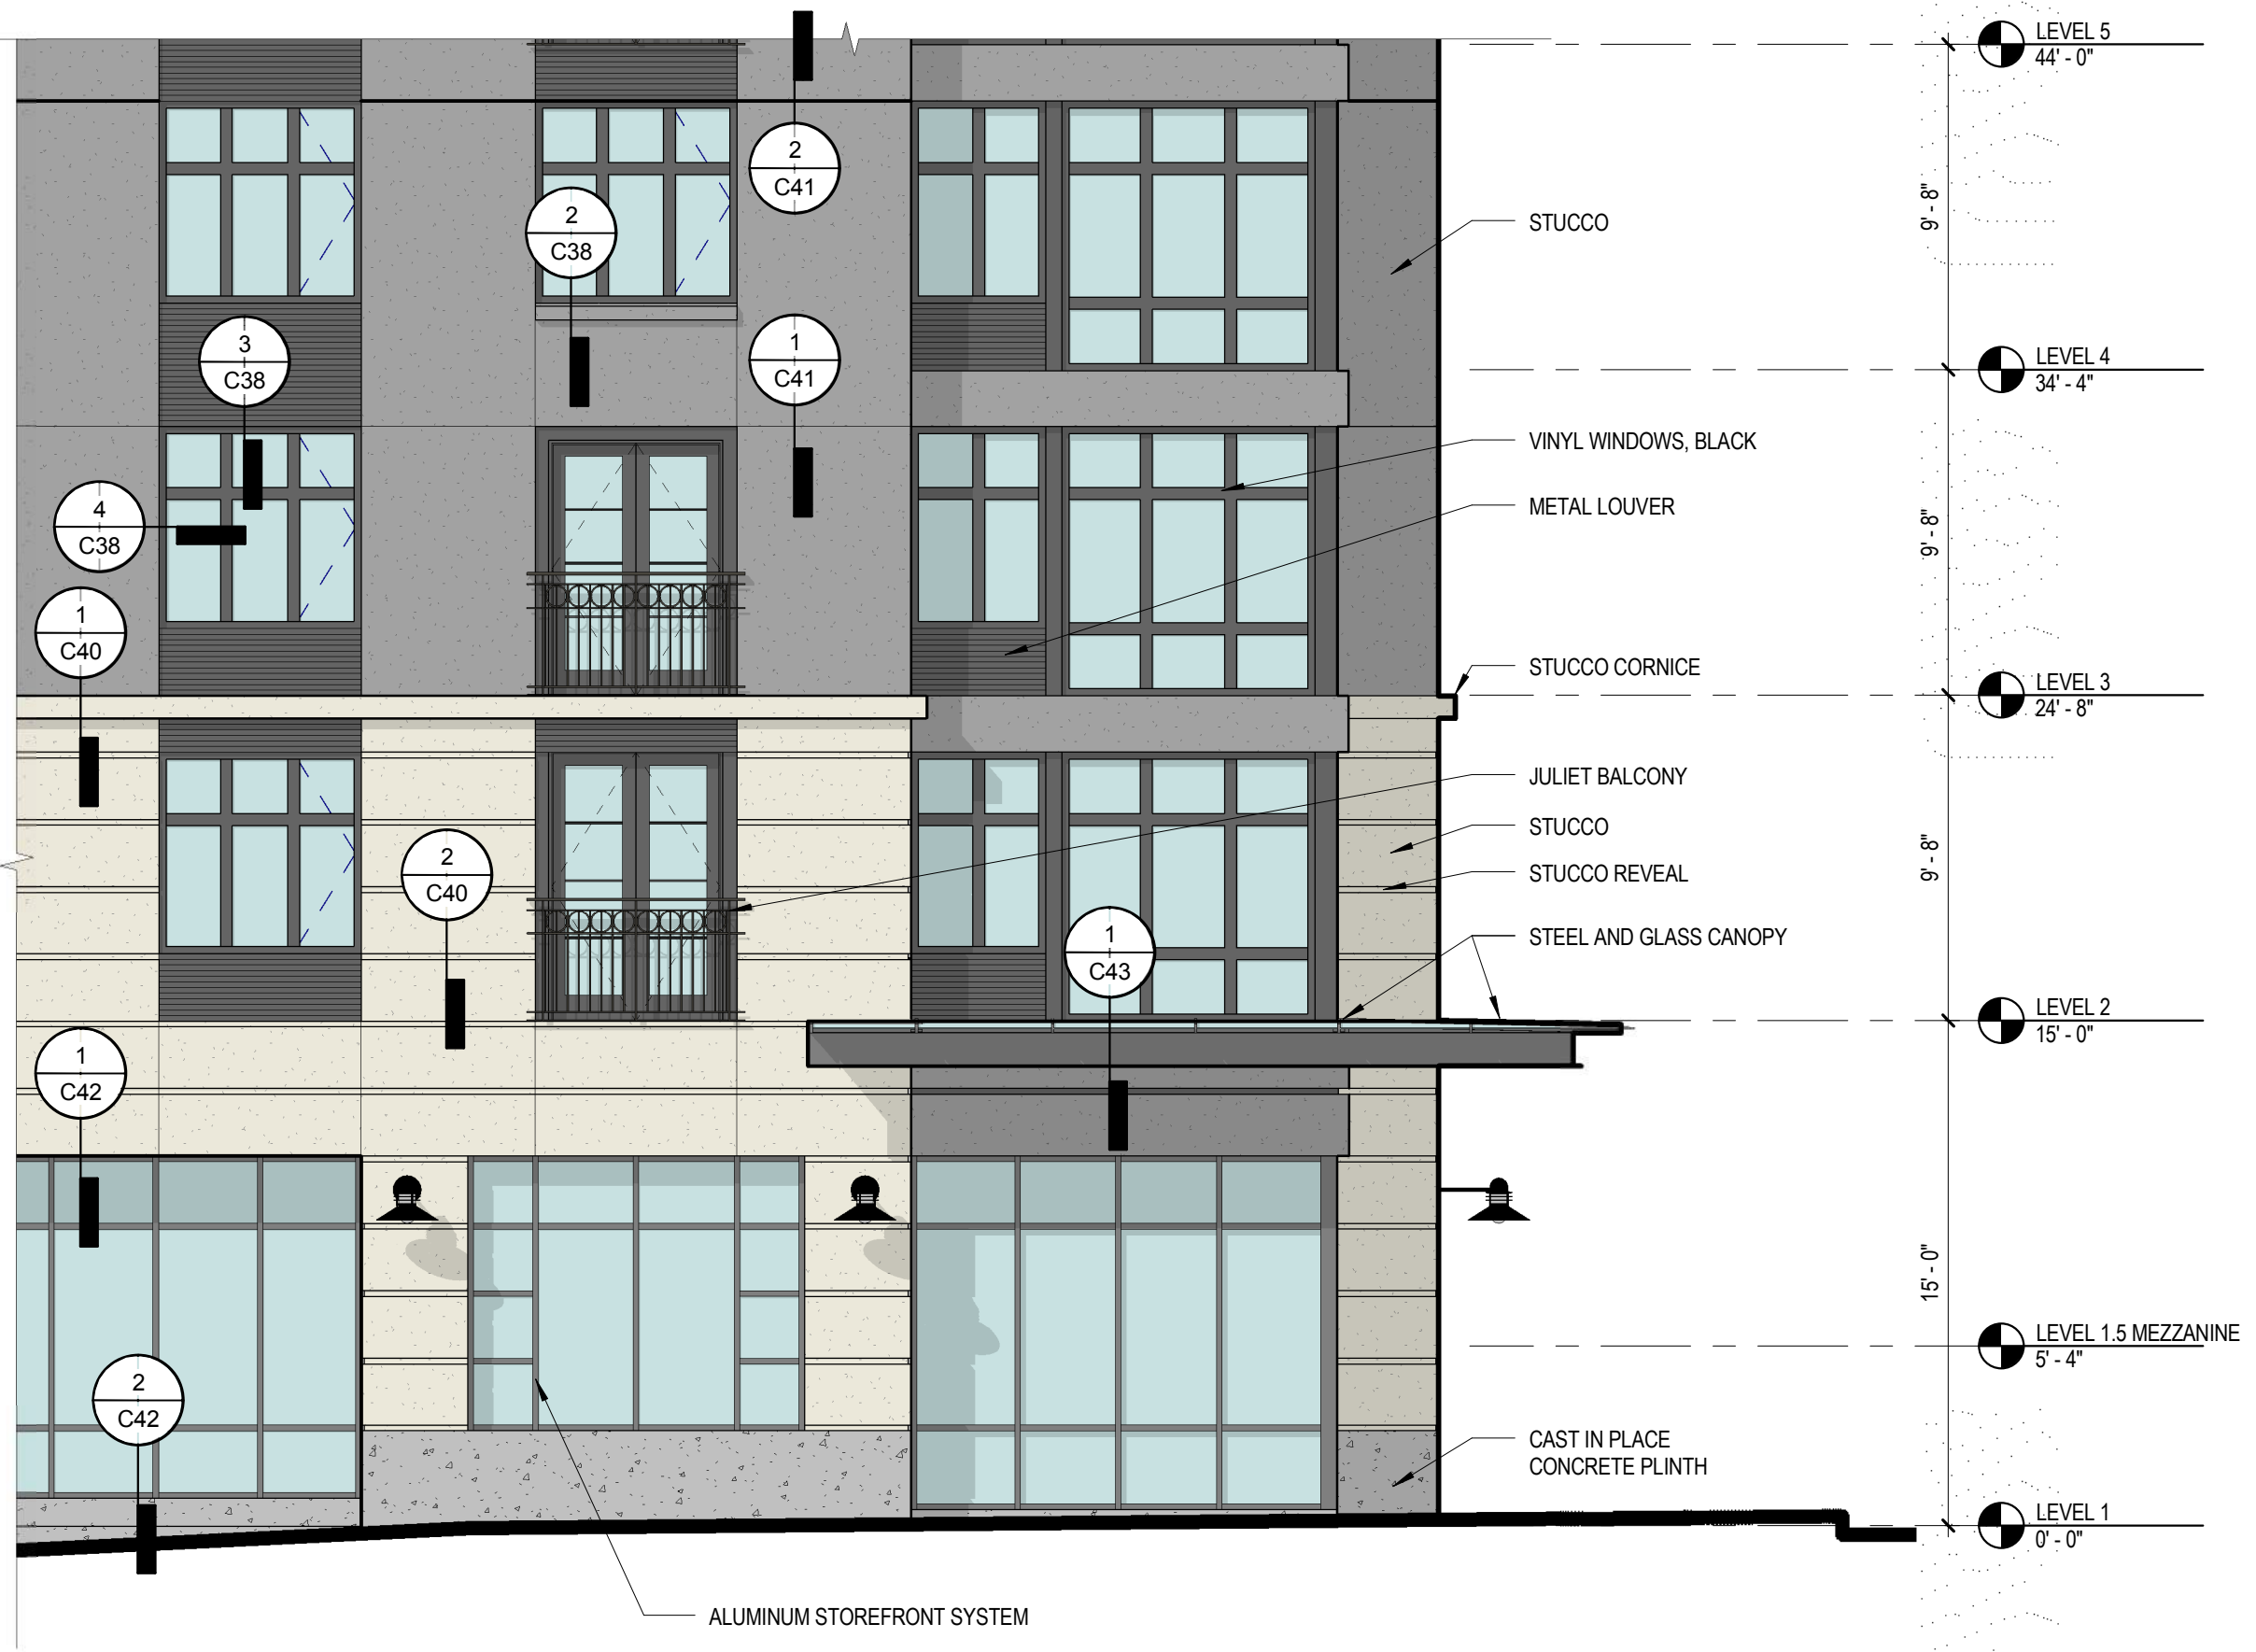 LEVEL 5
44' - 0"
2
C41
9' - 8"
2
C38
STUCCO
3
C38
1
C41
LEVEL 4
34' - 4"
VINYL WINDOWS, BLACK
4
C38
METAL LOUVER
9' - 8"
1
C40
STUCCO CORNICE
LEVEL 3
24' - 8"
JULIET BALCONY
STUCCO
9' - 8"
2
C40
STUCCO REVEAL
1
C43
STEEL AND GLASS CANOPY
LEVEL 2
15' - 0"
1
C42
15' - 0"
LEVEL 1.5 MEZZANINE
5' - 4"
2
C42
CAST IN PLACE
CONCRETE PLINTH
LEVEL 1
0' - 0"
ALUMINUM STOREFRONT SYSTEM